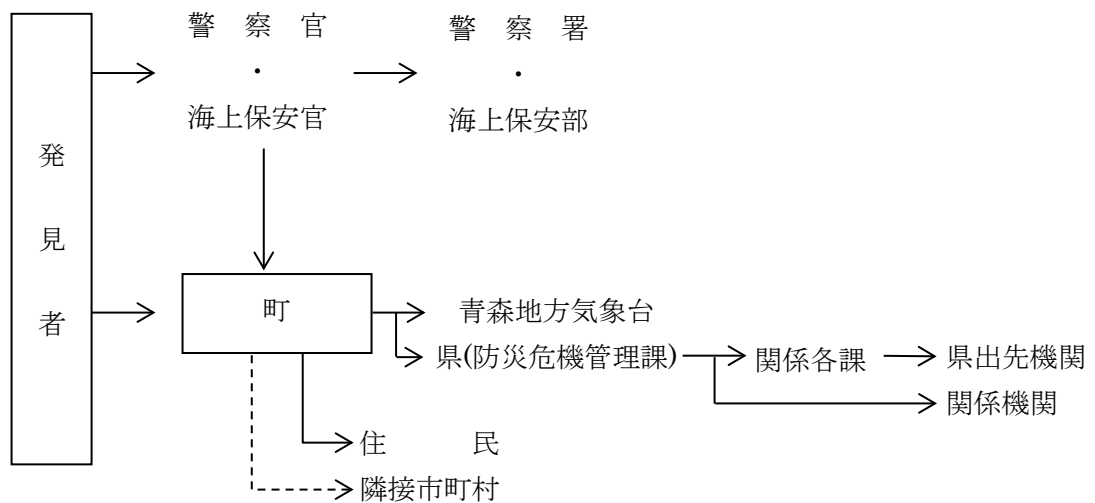 発見者
警察官
・
海上保安官
警察署
・
海上保安部
町
青森地方気象台
県(防災危機管理課)
関係各課
県出先機関
関係機関
住民
隣接市町村